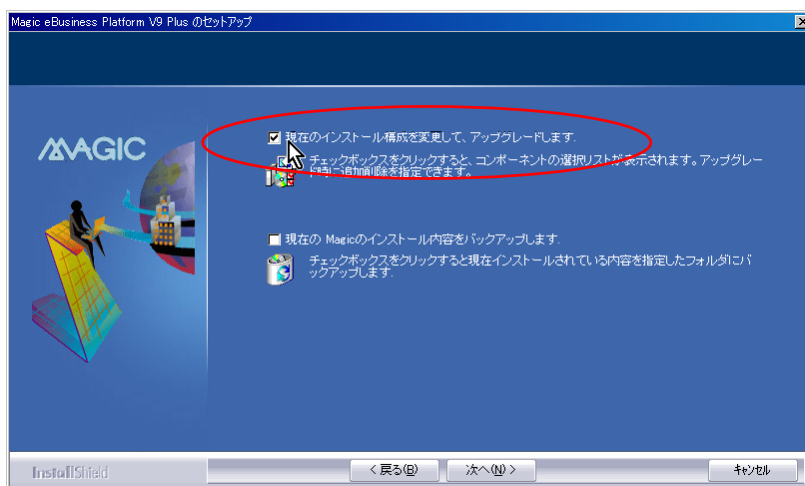 Magic eBusiness Platform V9 Plus のセットアップ
MAGIC
現在のインストール構成を変更して、アップグレードします.
チェックボックスをクリックすると、コンポーネントの選択リストが表示されます。アップグレー
ド時に追加削除を指定できます。
現在の Magicのインストール内容をバックアップします.
チェックボックスをクリックすると現在インストールされている内容を指定したフォルダにバ
ックアップします.
InstallShield
< 戻る(B) 次へ(N) > キャンセル